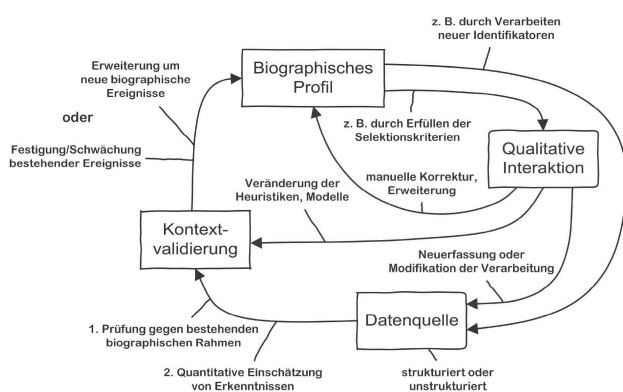 z. B. durch Verarbeiten
neuer Identifikatoren
Erweiterung um
neue biographische
Ereignisse
oder
Festigung/Schwächung
bestehender Ereignisse
Biographisches
Profil
z. B. durch Erfüllen der
Selektionskriterien
Qualitative
Interaktion
manuelle Korrektur,
Erweiterung
Veränderung der
Heuristiken, Modelle
Kontext-
validierung
Neuerfassung oder
Modifikation der Verarbeitung
Datenquelle
1. Prüfung gegen bestehenden
biographischen Rahmen
2. Quantitative Einschätzung
von Erkenntnissen
strukturiert oder
unstrukturiert